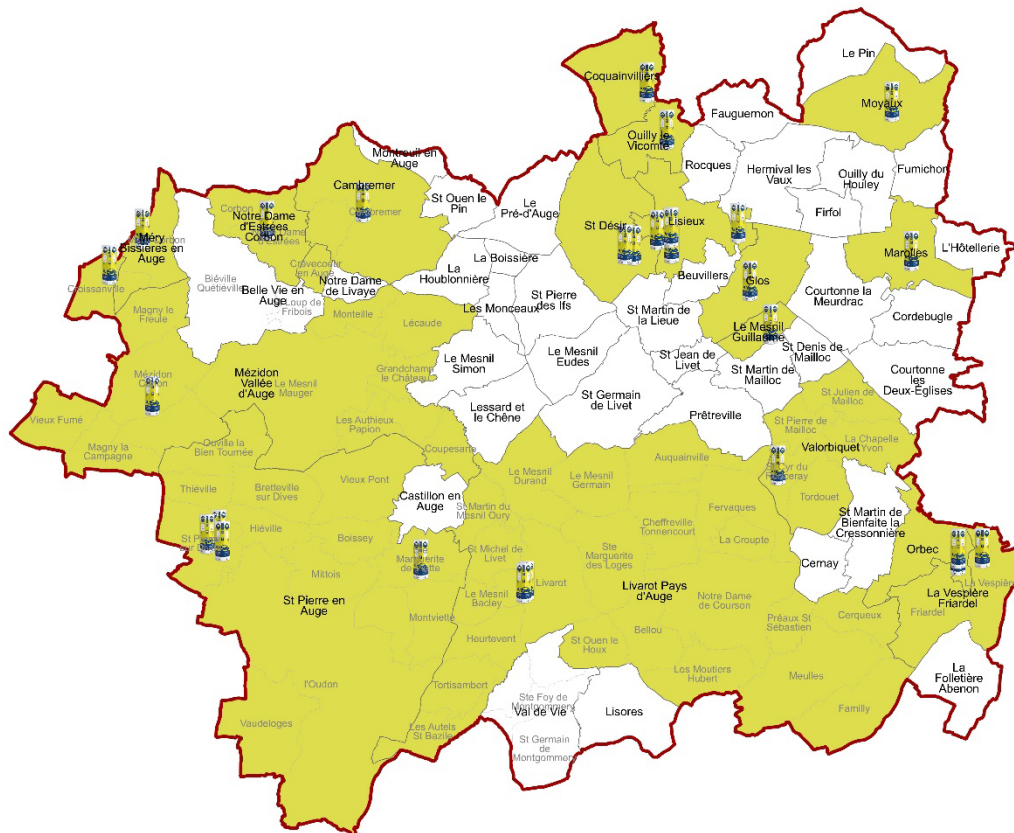 Le Pin
Coquainvilliers
Moyaux
Fauguernon
Ouilly le
Vicomte
Montreuil en
Auge
Rocques
Hermival les
Vaux
Ouilly du
Houley
Fumichon
Cambremer
St Ouen le
Pin
Le
Pré-d'Auge
Firfol
Corbon
Notre Dame
d'Estrées
Corbon
St Désir
Lisieux
Méry
Bissières en
Auge
Marolles
L'Hôtellerie
Crèvecoeur
en Auge
La Boissière
La
Houblonnière
Beuvillers
Croissanville
Biéville
Quetiéville
Belle Vie en
Auge
Notre Dame
de Livaye
Glos
Courtonne la
Meurdrac
Loup de
Fribois
Les Monceaux
St Pierre
des Ifs
St Martin de
la Lieue
Cordebugle
Magny le
Freule
Monteille
Lécaude
Le Mesnil
Guillaume
St Denis de
Mailloc
Le Mesnil
Simon
Le Mesnil
Eudes
St Jean de
Livet
St Martin de
Mailloc
Courtonne les
Deux-Églises
Mézidon
Vallée
d'Auge
Le Mesnil
Mauger
Grandchamp
le Château
St Julien de
Mailloc
Lessard et
le Chêne
St Germain
de Livet
Prêtreville
Vieux Fumé
Les Authieux
Papion
St Pierre de
Mailloc
La Chapelle
Yvon
Valorbiquet
Magny la
Campagne
Ouville la
Bien Tournée
Coupesarte
Auquainville
Thiéville
Bretteville
sur Dives
Vieux Pont
Castillon en
Auge
Le Mesnil
Durand
Le Mesnil
Germain
Tordouet
St Martin du
Mesnil Oury
Fervaques
St Martin de
Bienfaite la
Cressonnière
Hiéville
Boissey
Cheffreville
Tonnencourt
La Croupte
St Michel de
Livet
Ste
Marguerite
des Loges
Cernay
Orbec
Mittois
Livarot
Livarot Pays
d'Auge
La Vespière
Friardel
St Pierre en
Auge
Le Mesnil
Bacley
Notre Dame
de Courson
Friardel
Montviette
Préaux St
Sébastien
Cerqueux
Heurtevent
St Ouen le
Houx
Bellou
Les Moutiers
Hubert
Meulles
La
Folletière
Abenon
l'Oudon
Tortisambert
Ste Foy de
Montgommery
Val de Vie
Lisores
Familly
Vaudeloges
Les Autels
St Bazile
St Germain
de
Montgommery